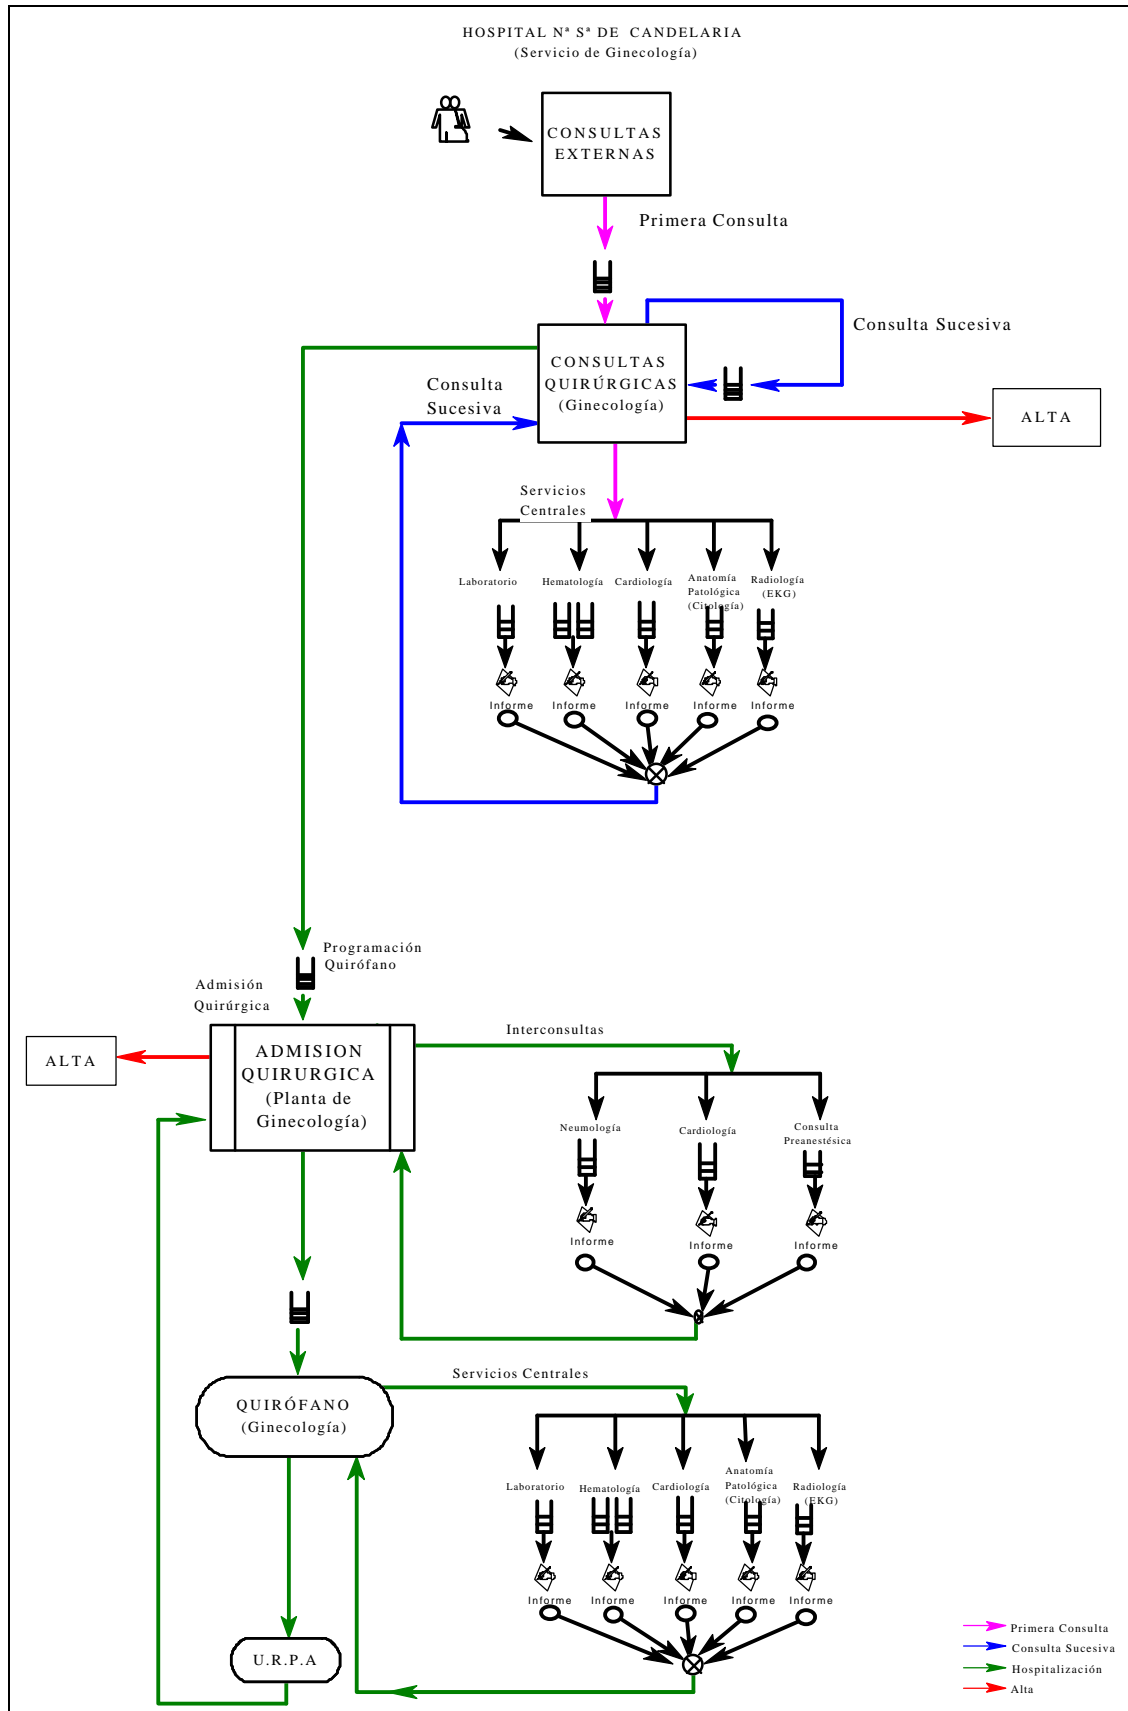 HOSPITAL Nª Sª DE CANDELARIA
(Servicio de Ginecología)
CONSULTAS
EXTERNAS
Primera Consulta
Consulta Sucesiva
CONSULTAS
QUIRÚRGICAS
(Ginecología)
Consulta
Sucesiva
ALTA
Servicios
Centrales
Laboratorio
Hematología
Cardiología
Anatomía
Patológica
(Citología)
Radiología
(EKG)
Informe
Informe
Informe
Informe
Informe
Programación
Quirófano
Admisión
Quirúrgica
ALTA
ADMISION
QUIRURGICA
(Planta de
Ginecología)
Interconsultas
Neumología
Cardiología
Consulta
Preanestésica
Informe
Informe
Informe
QUIRÓFANO
(Ginecología)
Servicios Centrales
Laboratorio
Hematología
Cardiología
Anatomía
Patológica
(Citología)
Radiología
(EKG)
Informe
Informe
Informe
Informe
Informe
U.R.P.A
Primera Consulta
Consulta Sucesiva
Hospitalización
Alta